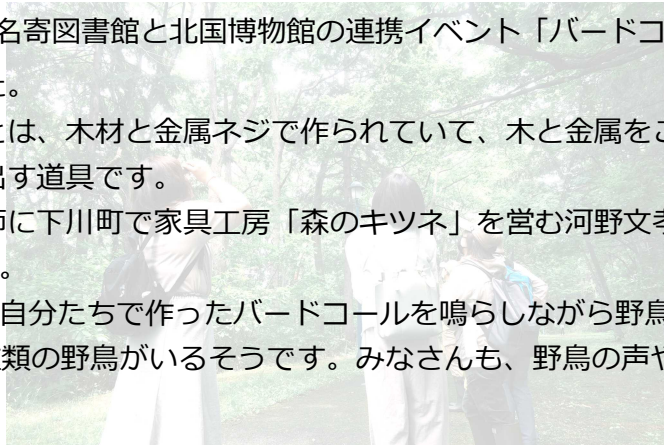 名寄図書館と北国博物館の連携イベント「バードコ
た。
とは、木材と金属ネジで作られていて、木と金属をこ
出す道具です。
師に下川町で家具工房「森のキツネ」を営む河野文孝
。
自分たちで作ったバードコールを鳴らしながら野鳥
類の野鳥がいるそうです。みなさんも、野鳥の声や